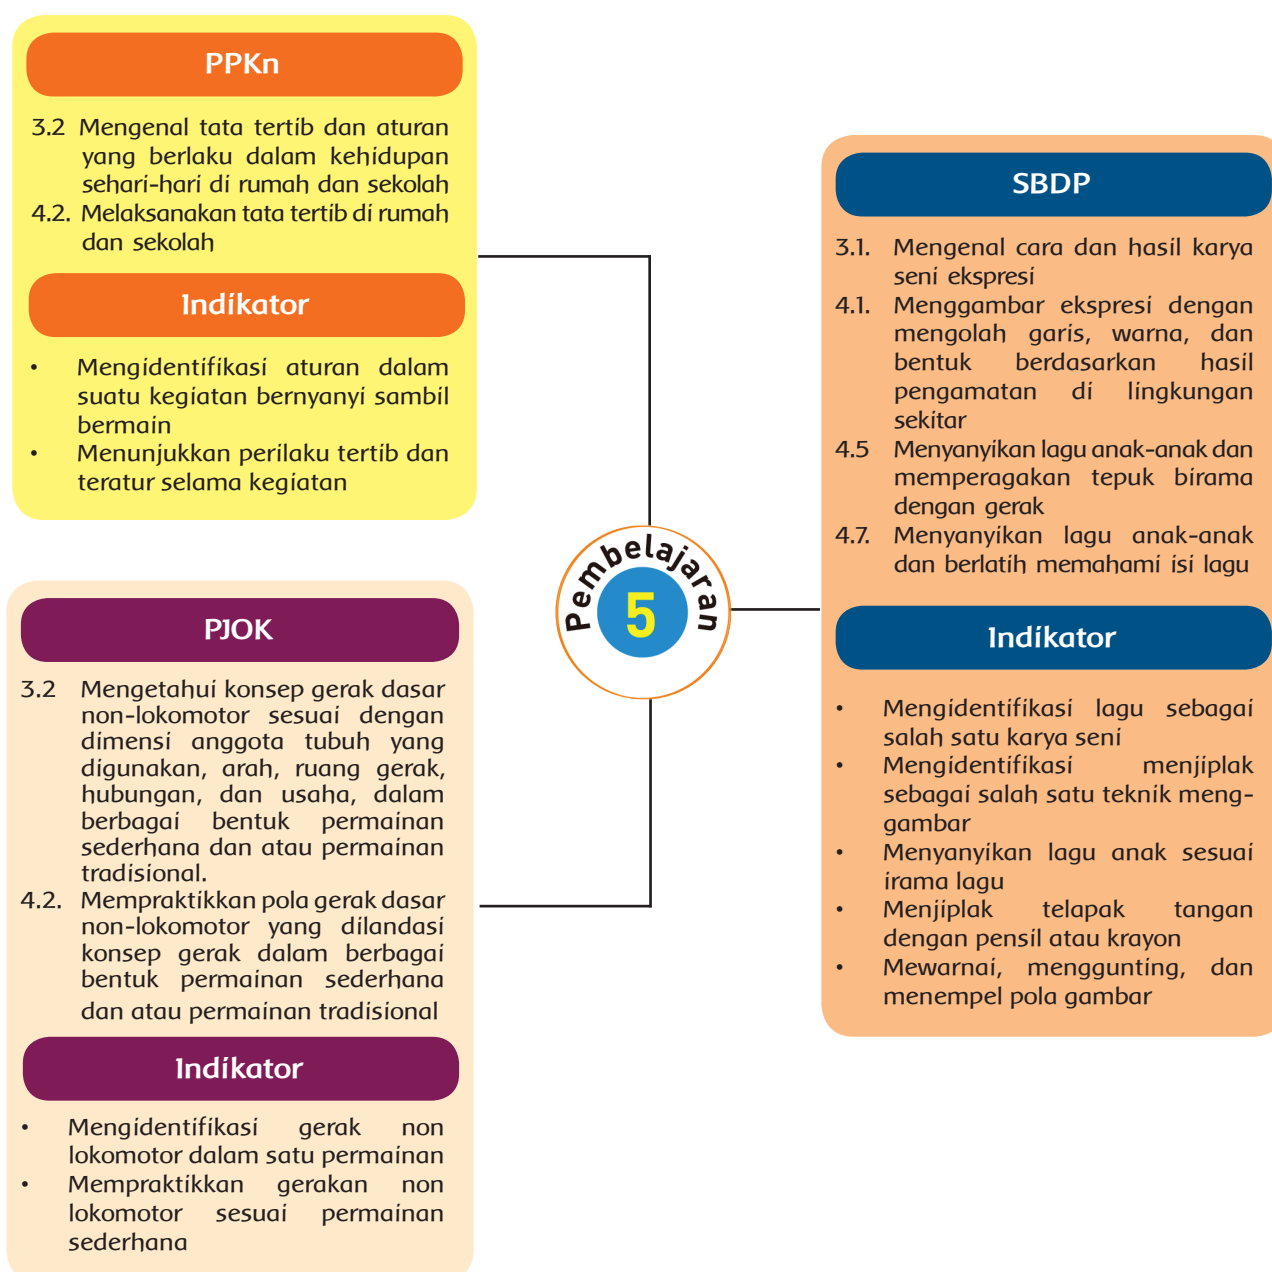 PPKn
3.2 Mengenal tata tertib dan aturan
yang berlaku dalam kehidupan
sehari-hari di rumah dan sekolah
4.2. Melaksanakan tata tertib di rumah
dan sekolah
Indikator
• Mengidentifikasi aturan dalam
suatu kegiatan bernyanyi sambil
bermain
• Menunjukkan perilaku tertib dan
teratur selama kegiatan
PJOK
3.2 Mengetahui konsep gerak dasar
non-lokomotor sesuai dengan
dimensi anggota tubuh yang
digunakan, arah, ruang gerak,
hubungan, dan usaha, dalam
berbagai bentuk permainan
sederhana dan atau permainan
tradisional.
4.2. Mempraktikkan pola gerak dasar
non-lokomotor yang dilandasi
konsep gerak dalam berbagai
bentuk permainan sederhana
dan atau permainan tradisional
Indikator
• Mengidentifikasi gerak non
lokomotor dalam satu permainan
• Mempraktikkan gerakan non
lokomotor sesuai permainan
sederhana
Pembelajaran
5
SBDP
3.1. Mengenal cara dan hasil karya
seni ekspresi
4.1. Menggambar ekspresi dengan
mengolah garis, warna, dan
bentuk berdasarkan hasil
pengamatan di lingkungan
sekitar
4.5 Menyanyikan lagu anak-anak dan
memperagakan tepuk birama
dengan gerak
4.7. Menyanyikan lagu anak-anak
dan berlatih memahami isi lagu
Indikator
• Mengidentifikasi lagu sebagai
salah satu karya seni
• Mengidentifikasi menjiplak
sebagai salah satu teknik meng-
gambar
• Menyanyikan lagu anak sesuai
irama lagu
• Menjiplak telapak tangan
dengan pensil atau krayon
• Mewarnai, menggunting, dan
menempel pola gambar